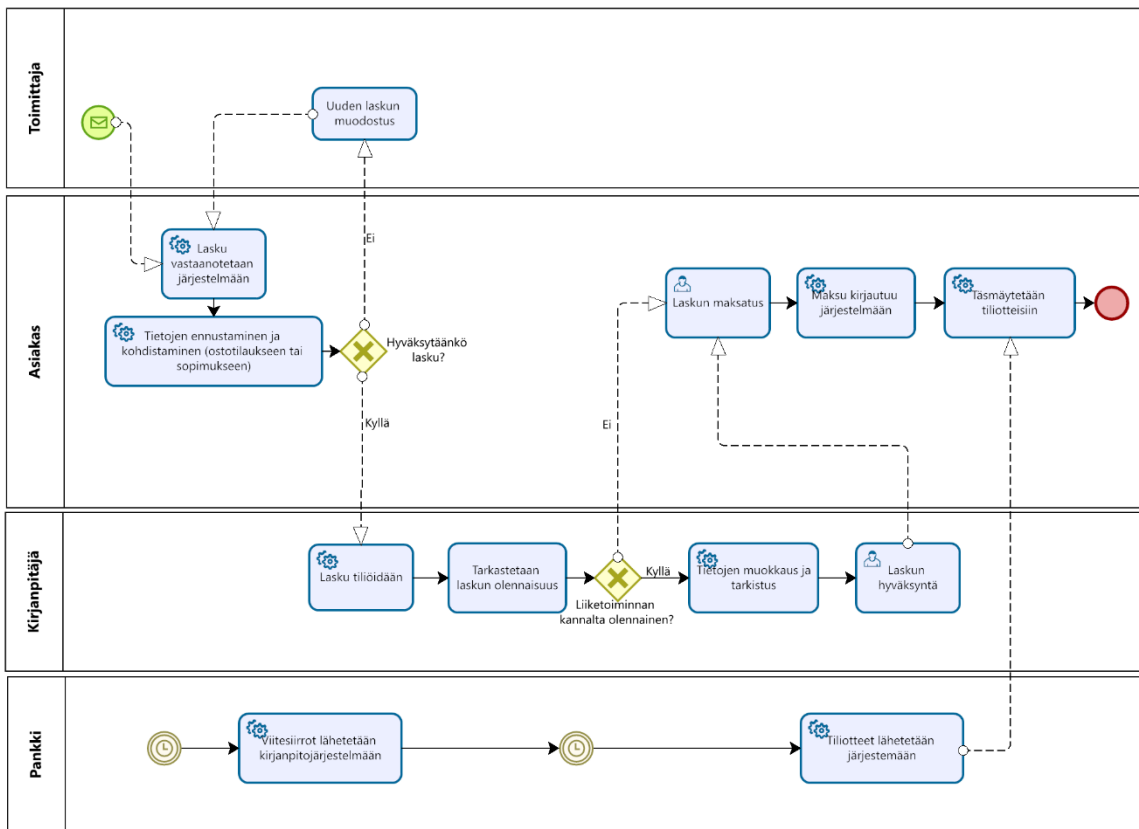 Toimittaja
Uuden laskun
muodostus
Asiakas
Lasku
vastaanotetaan
järjestelmään
Tietojen ennustaminen ja
kohdistaminen (ostotilaukseen tai
sopimukseen)
Ei
Hyväksytäänkö
lasku?
Kyllä
Ei
Laskun maksatus
Maksu kirjautuu
järjestelmään
Täsmäytetään
tiliotteisiin
Kirjanpitäjä
Lasku tiliöidään
Tarkastetaan
laskun olennaisuus
Kyllä
Liiketoiminnan
kannalta olennainen?
Tietojen muokkaus ja
tarkistus
Laskun
hyväksyntä
Pankki
Viitesiirrot lähetetään
kirjanpitojärjestelmään
Tiliotteet lähetetään
järjestemään